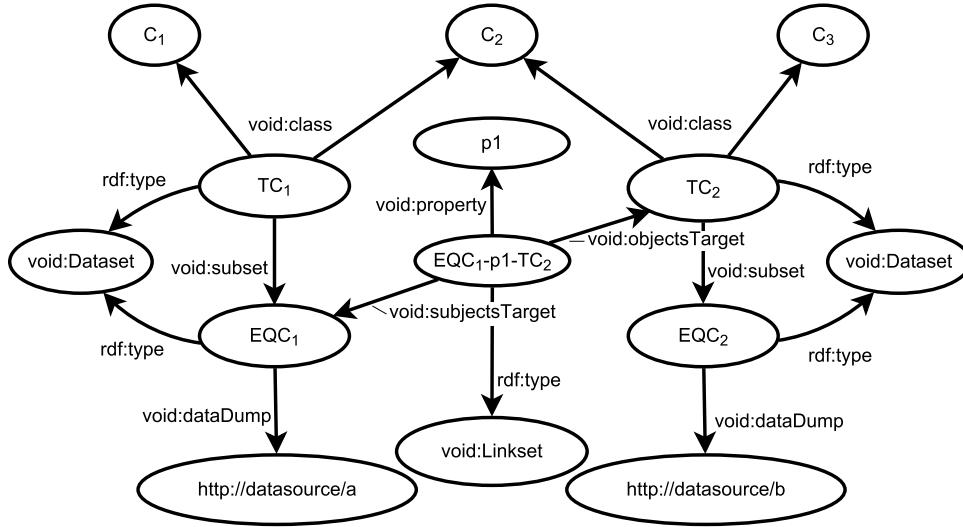 C₁
C₂
C₃
void:class
void:class
p1
rdf:type
TC₁
TC₂
rdf:type
void:property
void:Dataset
void:subset
EQC₁-p1-TC₂
void:objectsTarget
void:subset
void:Dataset
void:subjectsTarget
rdf:type
EQC₁
EQC₂
rdf:type
rdf:type
void:dataDump
void:dataDump
void:Linkset
http://datasource/a
http://datasource/b